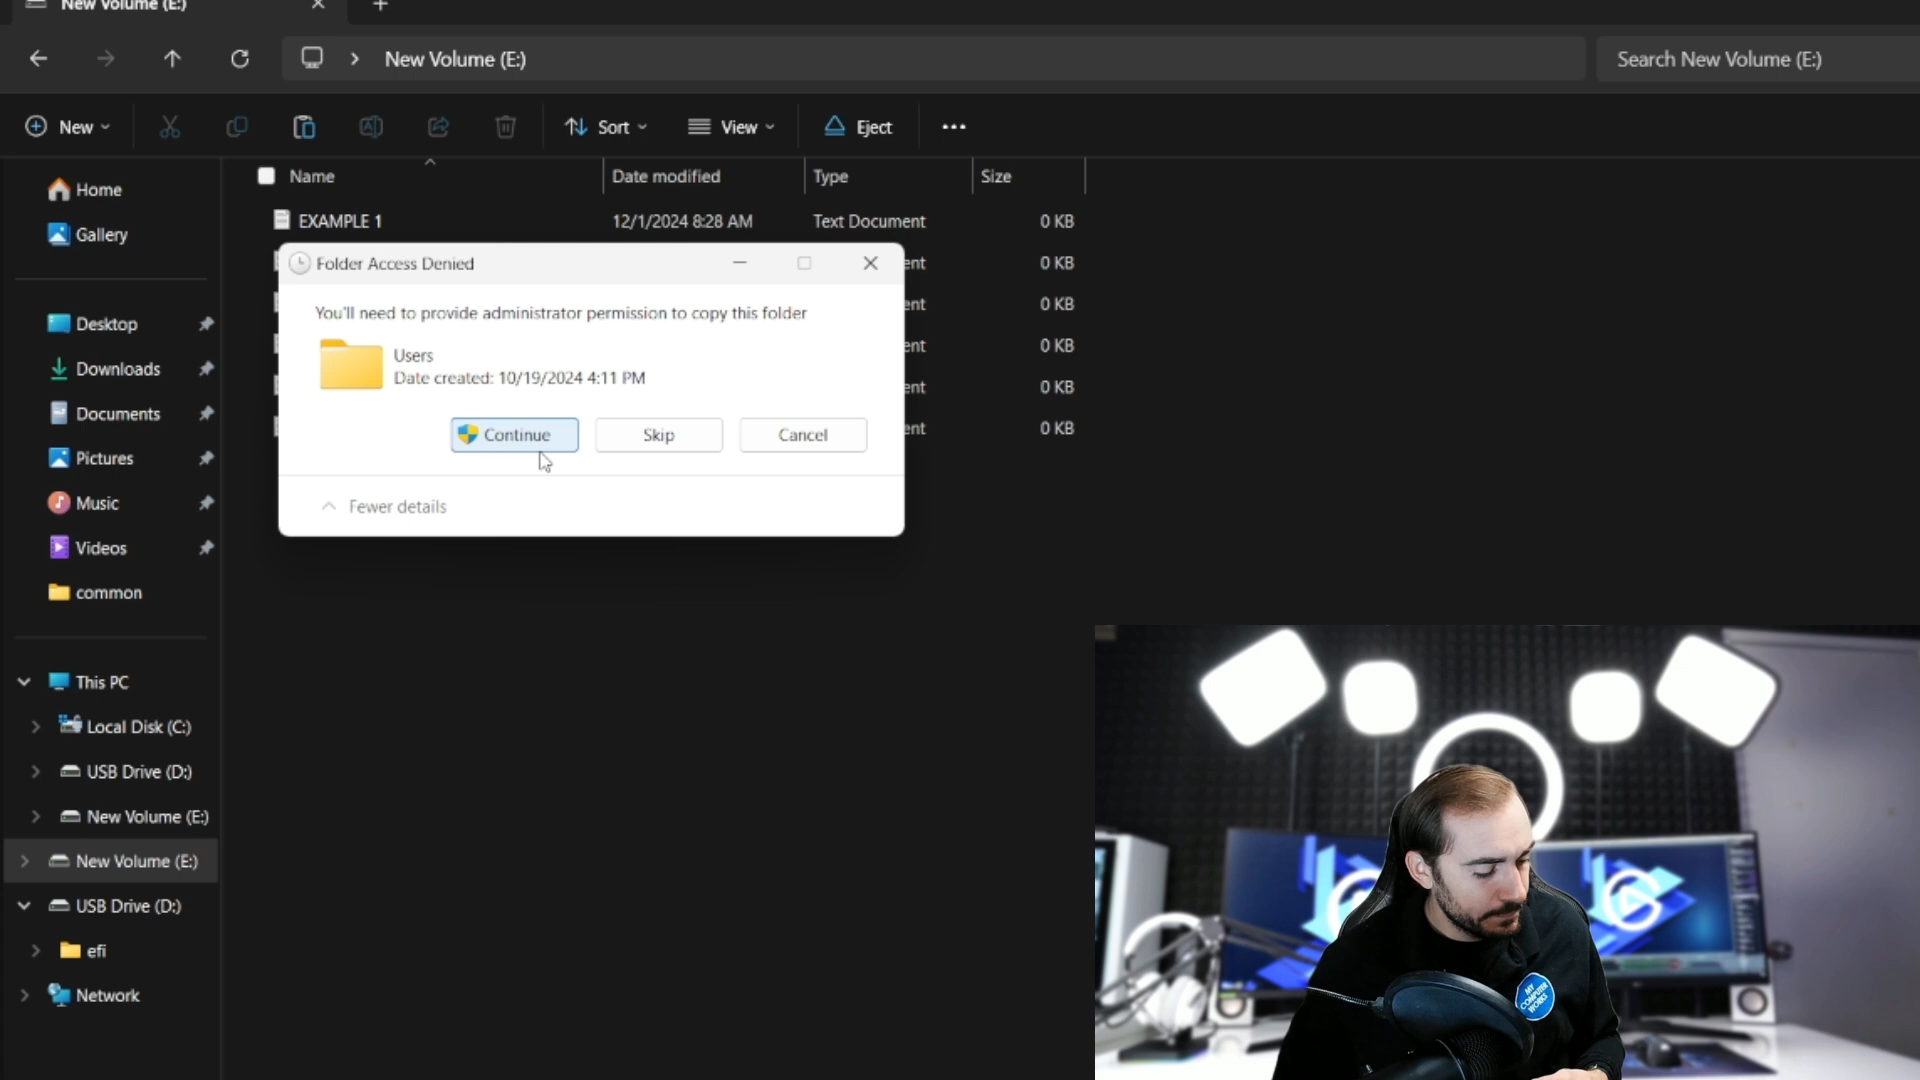 New Volume (E:)
New Volume (E:)
Search New Volume (E:)
New
Sort
View
Eject
Name
Date modified
Type
Size
EXAMPLE 1
12/1/2024 8:28 AM
Text Document
0 KB
Folder Access Denied
ent
0 KB
You'll need to provide administrator permission to copy this folder
ent
0 KB
Users
ent
0 KB
Date created: 10/19/2024 4:11 PM
ent
0 KB
Continue
Skip
Cancel
ent
0 KB
Fewer details
Home
Gallery
Desktop
Downloads
Documents
Pictures
Music
Videos
common
This PC
Local Disk (C:)
USB Drive (D:)
New Volume (E:)
New Volume (E:)
USB Drive (D:)
efi
Network
MY
COMPUTER
WORKS